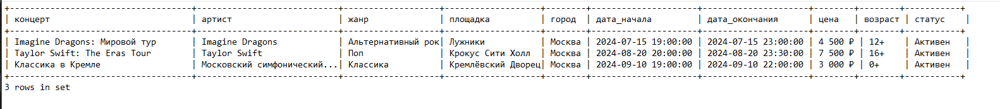 | концерт | артист | жанр | площадка | город | дата_начала | дата_окончания | цена | возраст | статус |
| Imagine Dragons: Мировой тур | Imagine Dragons | Альтернативный рок| Лужники | Москва | 2024-07-15 19:00:00 | 2024-07-15 23:00:00 | 4 500 ₽ | 12+ | Активен |
| Taylor Swift: The Eras Tour | Taylor Swift | Поп | Крокус Сити Холл | Москва | 2024-08-20 20:00:00 | 2024-08-20 23:30:00 | 7 500 ₽ | 16+ | Активен |
| Классика в Кремле | Московский симфонический...| Классика | Кремлёвский Дворец| Москва | 2024-09-10 19:00:00 | 2024-09-10 22:00:00 | 3 000 ₽ | 0+ | Активен |
3 rows in set